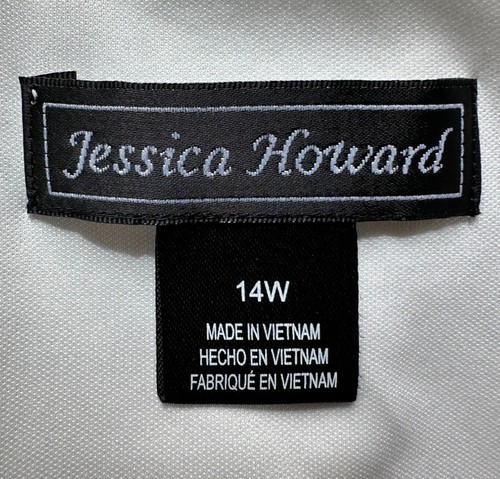 Jessica Howard
14W
MADE IN VIETNAM
HECHO EN VIETNAM
FABRIQUÉ EN VIETNAM